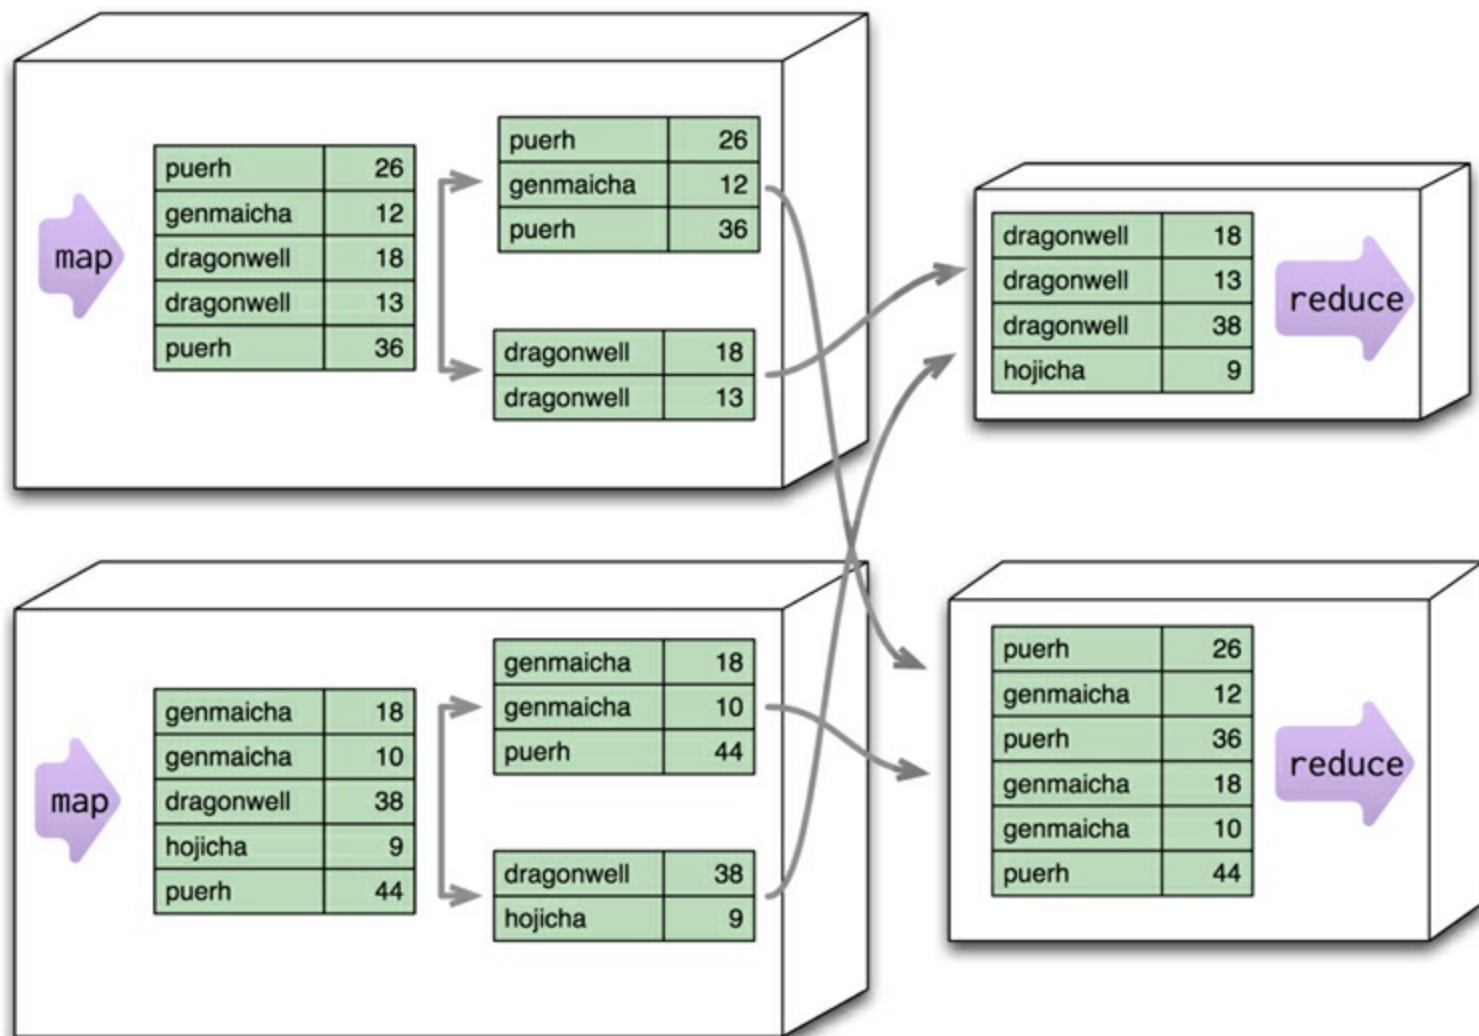 map
puerh 26
genmaicha 12
dragonwell 18
dragonwell 13
puerh 36
puerh 26
genmaicha 12
puerh 36
dragonwell 18
dragonwell 13
dragonwell 18
dragonwell 13
dragonwell 38
hojicha 9
reduce
map
genmaicha 18
genmaicha 10
dragonwell 38
hojicha 9
puerh 44
genmaicha 18
genmaicha 10
puerh 44
dragonwell 38
hojicha 9
puerh 26
genmaicha 12
puerh 36
genmaicha 18
genmaicha 10
puerh 44
reduce